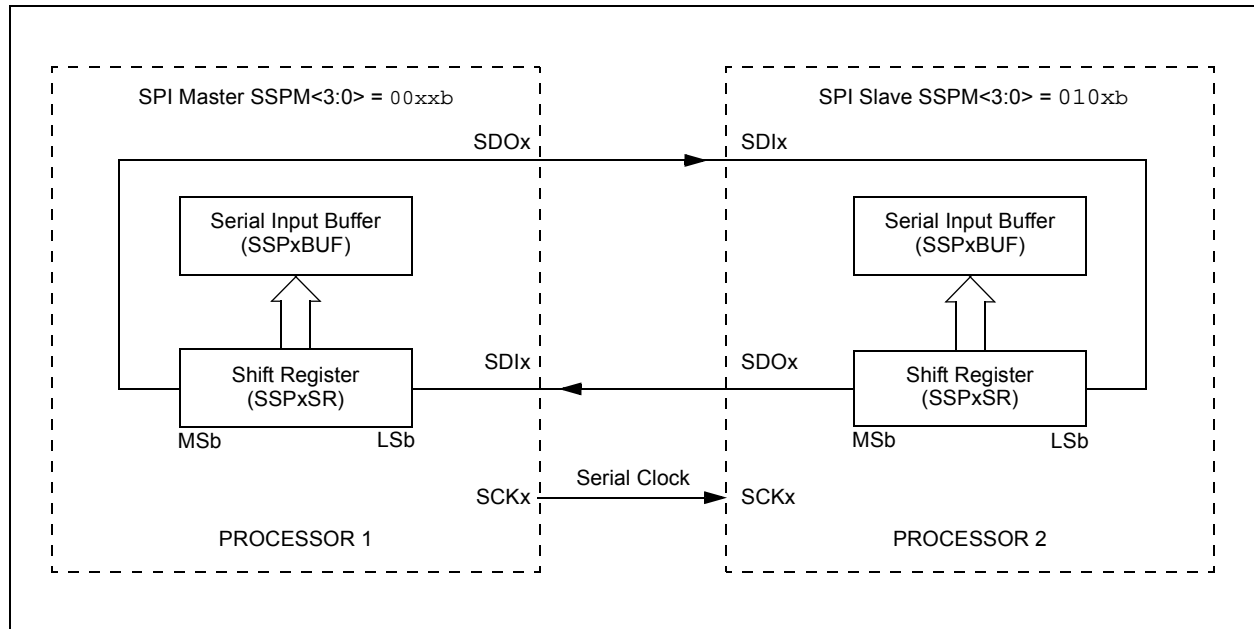 SPI Master SSPM<3:0> = 00xxb
SPI Slave SSPM<3:0> = 010xb
SDOx
SDIx
Serial Input Buffer
(SSPxBUF)
Serial Input Buffer
(SSPxBUF)
SDIx
SDOx
Shift Register
(SSPxSR)
Shift Register
(SSPxSR)
MSb
LSb
MSb
LSb
Serial Clock
SCKx
SCKx
PROCESSOR 1
PROCESSOR 2